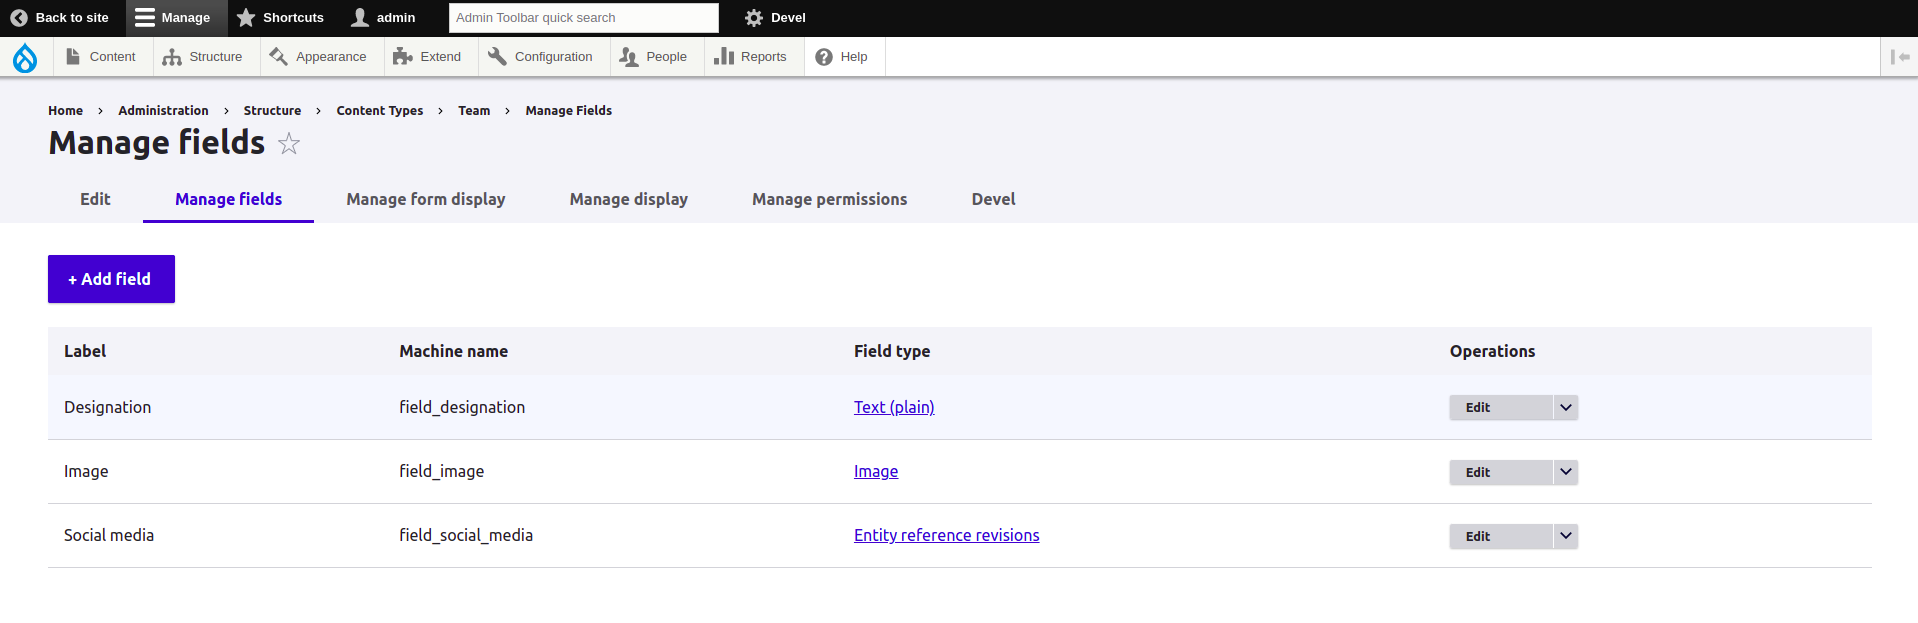 Back to site Manage Shortcuts admin Admin Toolbar quick search Devel
Content Structure Appearance Extend Configuration People Reports Help
Home › Administration › Structure › Content Types › Team › Manage Fields
Manage fields
Edit Manage fields Manage form display Manage display Manage permissions Devel
+ Add field
Label Machine name Field type Operations
Designation field_designation Text (plain) Edit
Image field_image Image Edit
Social media field_social_media Entity reference revisions Edit